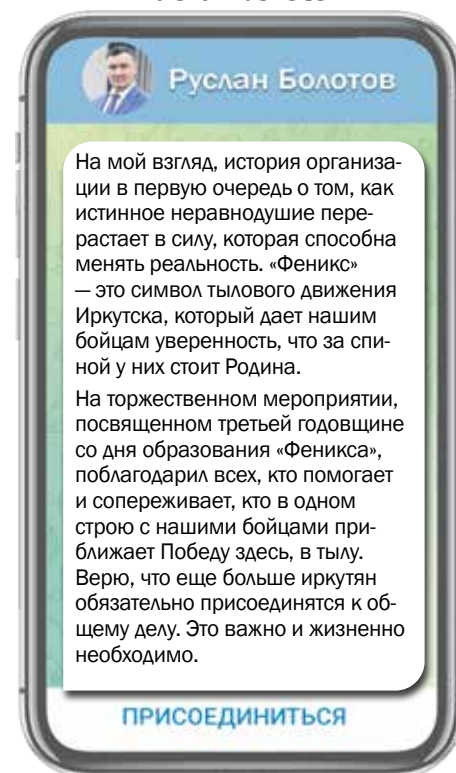 Руслан Болотов
На мой взгляд, история организа-
ции в первую очередь о том, как
истинное неравнодушие пере-
растает в силу, которая способна
менять реальность. «Феникс»
— это символ тылового движения
Иркутска, который дает нашим
бойцам уверенность, что за спи-
ной у них стоит Родина.
На торжественном мероприятии,
посвященном третьей годовщине
со дня образования «Феникса»,
поблагодарил всех, кто помогает
и сопереживает, кто в одном
строю с нашими бойцами при-
ближает Победу здесь, в тылу.
Верю, что еще больше иркутян
обязательно присоединятся к об-
щему делу. Это важно и жизненно
необходимо.
ПРИСОЕДИНИТЬСЯ